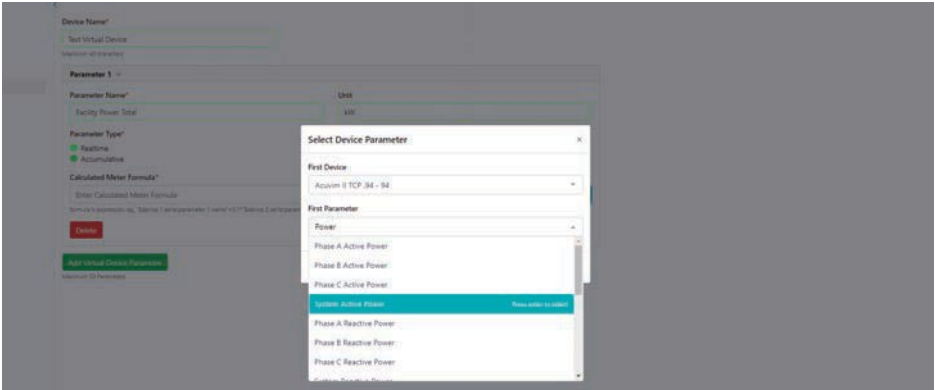 Device Name*
Test Virtual Device
Parameter 1
Parameter Name*
Unit
Facility Power Total
kW
Parameter Type*
Realtime
Accumulative
Calculated Meter Formula*
Enter Calculated Meter Formula
Delete
Add Virtual Device Parameter
Select Device Parameter
×
First Device
Acuvim II TCP .94 - 94
First Parameter
Power
Phase A Active Power
Phase B Active Power
Phase C Active Power
System Active Power
Press enter to select
Phase A Reactive Power
Phase B Reactive Power
Phase C Reactive Power
System Reactive Power